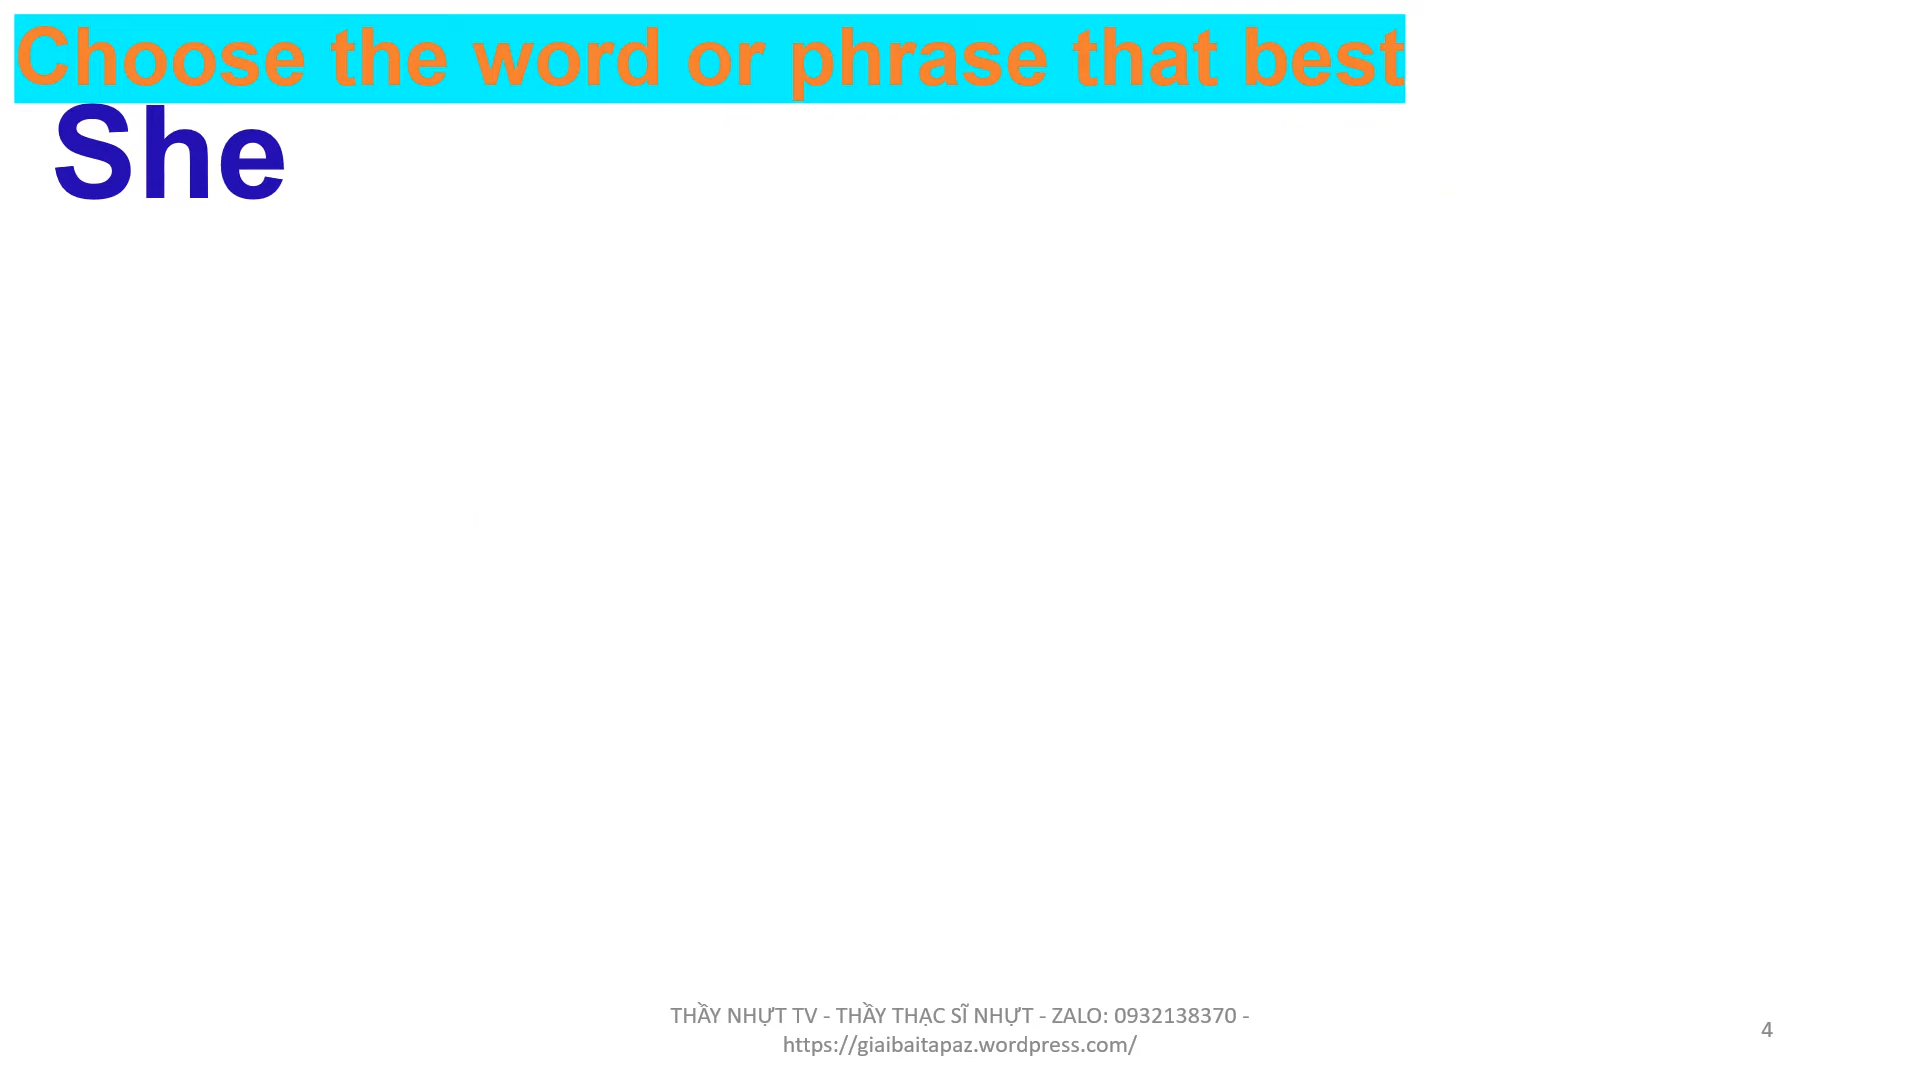 Choose the word or phrase that best
She
THẦY NHỰT TV - THẦY THẠC SĨ NHỰT - ZALO: 0932138370 -
https://giaibaitapaz.wordpress.com/
4